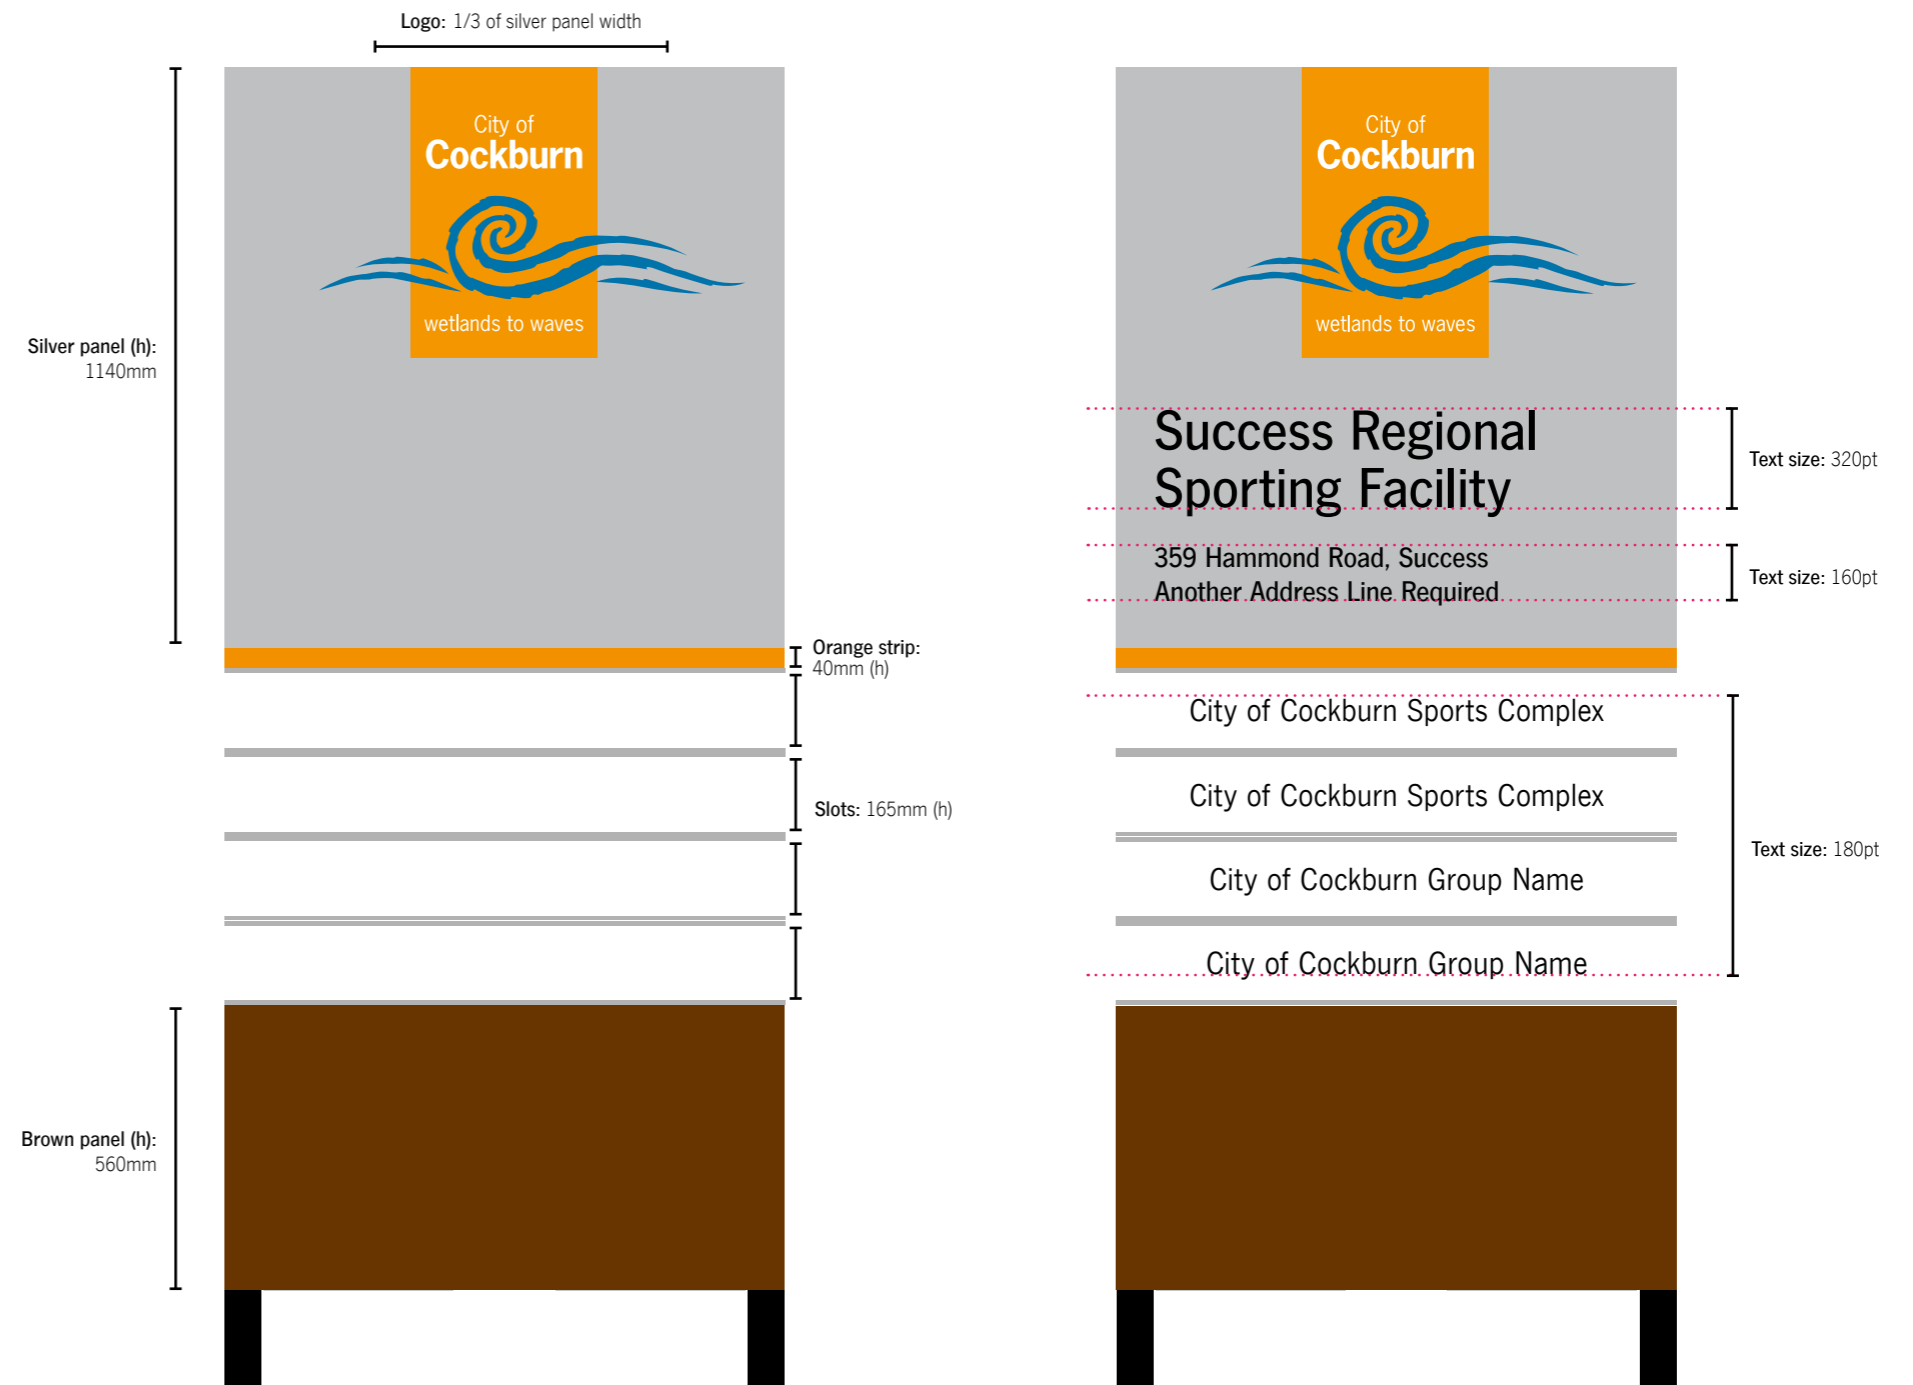 Logo: 1/3 of silver panel width
City of
Cockburn
wetlands to waves
Silver panel (h):
1140mm
Orange strip:
40mm (h)
Slots: 165mm (h)
Brown panel (h):
560mm
City of
Cockburn
wetlands to waves
Success Regional
Sporting Facility
Text size: 320pt
359 Hammond Road, Success
Another Address Line Required
Text size: 160pt
City of Cockburn Sports Complex
City of Cockburn Sports Complex
City of Cockburn Group Name
City of Cockburn Group Name
Text size: 180pt